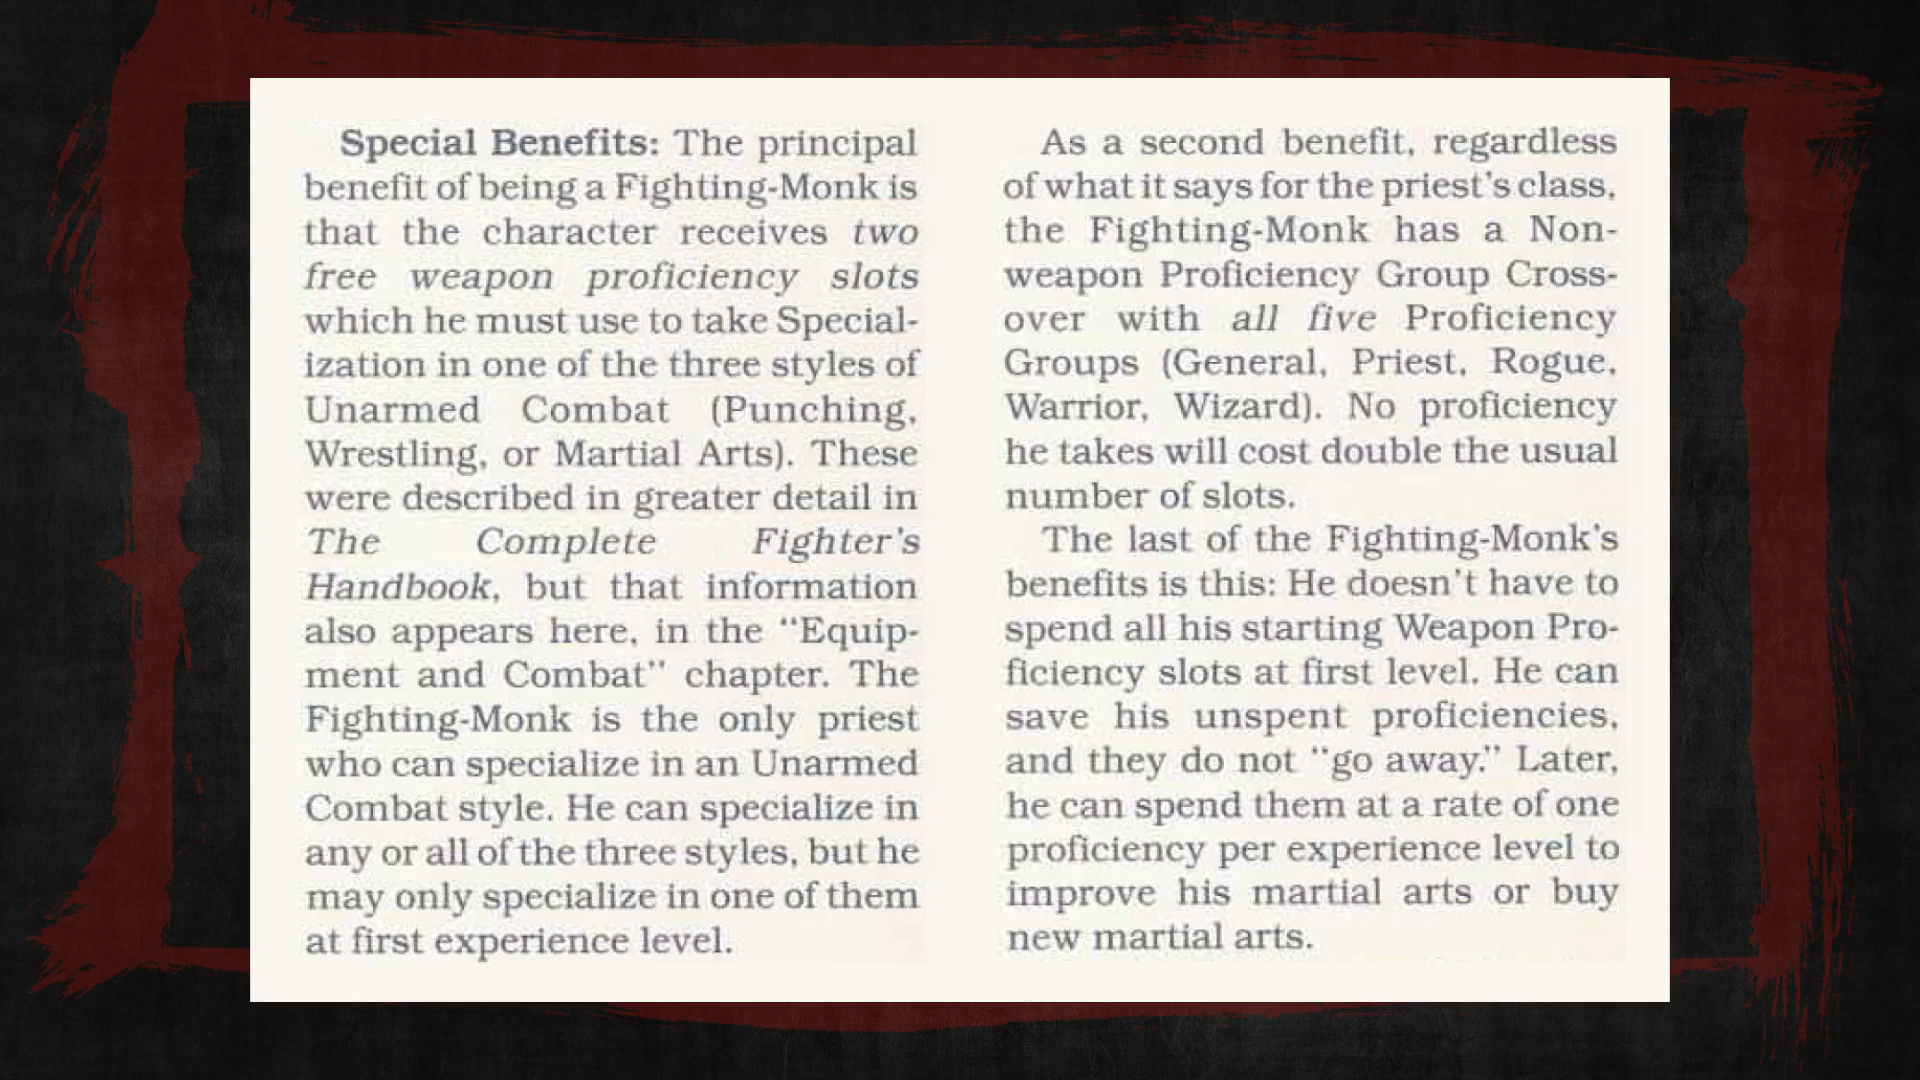 Special Benefits: The principal
benefit of being a Fighting-Monk is
that the character receives two
free weapon proficiency slots
which he must use to take Special-
ization in one of the three styles of
Unarmed Combat (Punching,
Wrestling, or Martial Arts). These
were described in greater detail in
The Complete Fighter's
Handbook, but that information
also appears here, in the "Equip-
ment and Combat" chapter. The
Fighting-Monk is the only priest
who can specialize in an Unarmed
Combat style. He can specialize in
any or all of the three styles, but he
may only specialize in one of them
at first experience level.
As a second benefit, regardless
of what it says for the priest's class,
the Fighting-Monk has a Non-
weapon Proficiency Group Cross-
over with all five Proficiency
Groups (General, Priest, Rogue,
Warrior, Wizard). No proficiency
he takes will cost double the usual
number of slots.
The last of the Fighting-Monk's
benefits is this: He doesn't have to
spend all his starting Weapon Pro-
ficiency slots at first level. He can
save his unspent proficiencies,
and they do not "go away." Later,
he can spend them at a rate of one
proficiency per experience level to
improve his martial arts or buy
new martial arts.